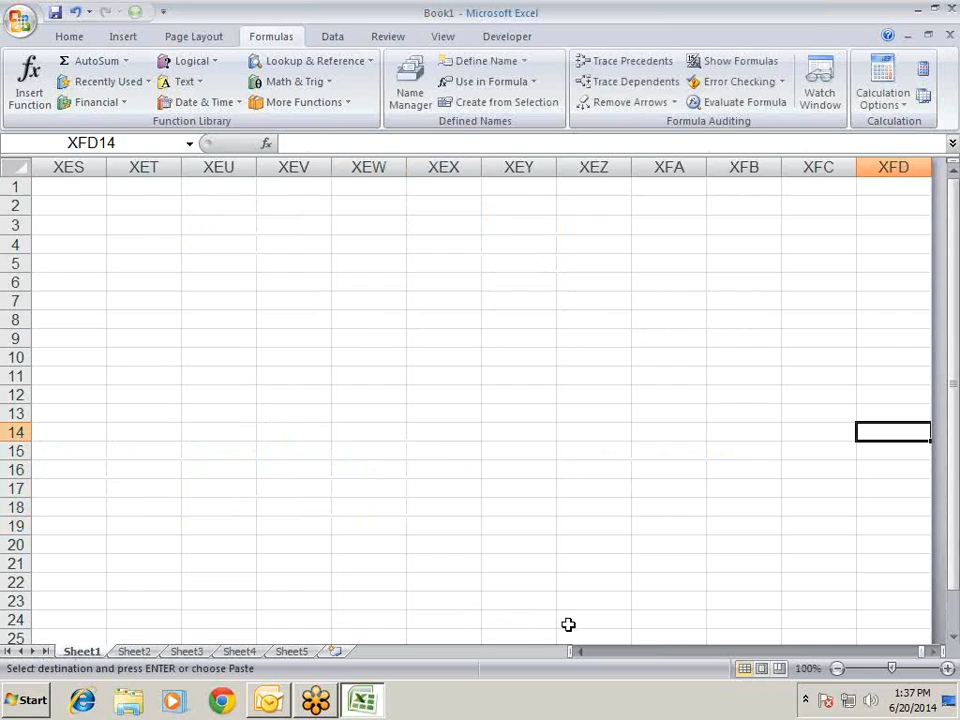 Book1 - Microsoft Excel
Home Insert Page Layout Formulas Data Review View Developer
fx Insert Function
Σ AutoSum
Recently Used
Financial
Logical
Text
Date & Time
Lookup & Reference
Math & Trig
More Functions
Function Library
Name Manager
Define Name
Use in Formula
Create from Selection
Defined Names
Trace Precedents
Trace Dependents
Remove Arrows
Show Formulas
Error Checking
Evaluate Formula
Formula Auditing
Watch Window
Calculation Options
Calculation
XFD14 fx
XES XET XEU XEV XEW XEX XEY XEZ XFA XFB XFC XFD
1
2
3
4
5
6
7
8
9
10
11
12
13
14
15
16
17
18
19
20
21
22
23
24
25
Sheet1 Sheet2 Sheet3 Sheet4 Sheet5
Select destination and press ENTER or choose Paste 100%
Start 1:37 PM
6/20/2014